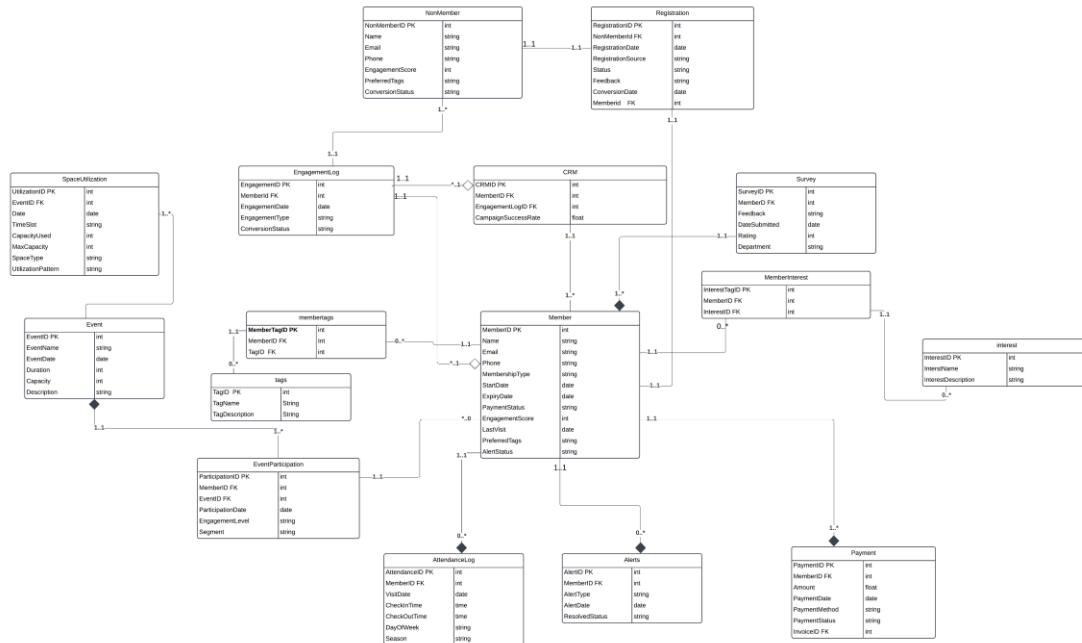 NonMember
NonMemberID PK int
Name string
Email string
Phone string
EngagementScore int
PreferredTags string
ConversionStatus string
Registration
RegistrationID PK int
NonMemberId FK int
RegistrationDate date
RegistrationSource string
Status string
Feedback string
ConversionDate date
Memberid FK int
1..1
1..1
1..*
1..1
1..1
EngagementLog
EngagementID PK int
MemberId FK int
EngagementDate date
EngagementType string
ConversionStatus string
1..1
1..1
*..1
CRM
CRMID PK int
MemberID FK int
EngagementLogID FK int
CampaignSuccessRate float
1..1
1..*
SpaceUtilization
UtilizationID PK int
EventID FK int
Date date
TimeSlot string
CapacityUsed int
MaxCapacity int
SpaceType string
UtilizationPattern string
1..*
Survey
SurveyID PK int
MemberID FK int
Feedback string
DateSubmitted date
Rating int
Department string
1..1
1..*
MemberInterest
InterestTagID PK int
MemberID FK int
InterestID FK int
0..*
1..1
1..1
Event
EventID PK int
EventName string
EventDate date
Duration int
Capacity int
Description string
1..1
1..*
membertags
MemberTagID PK int
MemberID FK Int
TagID FK int
1..1
0..*
0..*
1..1
*..1
tags
TagID PK int
TagName String
TagDescription String
Member
MemberID PK int
Name string
Email string
Phone string
MembershipType string
StartDate date
ExpiryDate date
PaymentStatus string
EngagementScore int
LastVisit date
PreferredTags string
AlertStatus string
1..1
1..1
interest
InterestID PK int
InterstName string
InterestDescription string
0..*
EventParticipation
ParticipationID PK int
MemberID FK int
EventID FK int
ParticipationDate date
EngagementLevel string
Segment string
1..1
*..0
1..1
1..1
0..*
0..*
1..*
AttendanceLog
AttendanceID PK int
MemberID FK int
VisitDate date
CheckInTime time
CheckOutTime time
DayOfWeek string
Season string
Alerts
AlertID PK int
MemberID FK int
AlertType string
AlertDate date
ResolvedStatus string
Payment
PaymentID PK int
MemberID FK int
Amount float
PaymentDate date
PaymentMethod string
PaymentStatus string
InvoiceID FK int